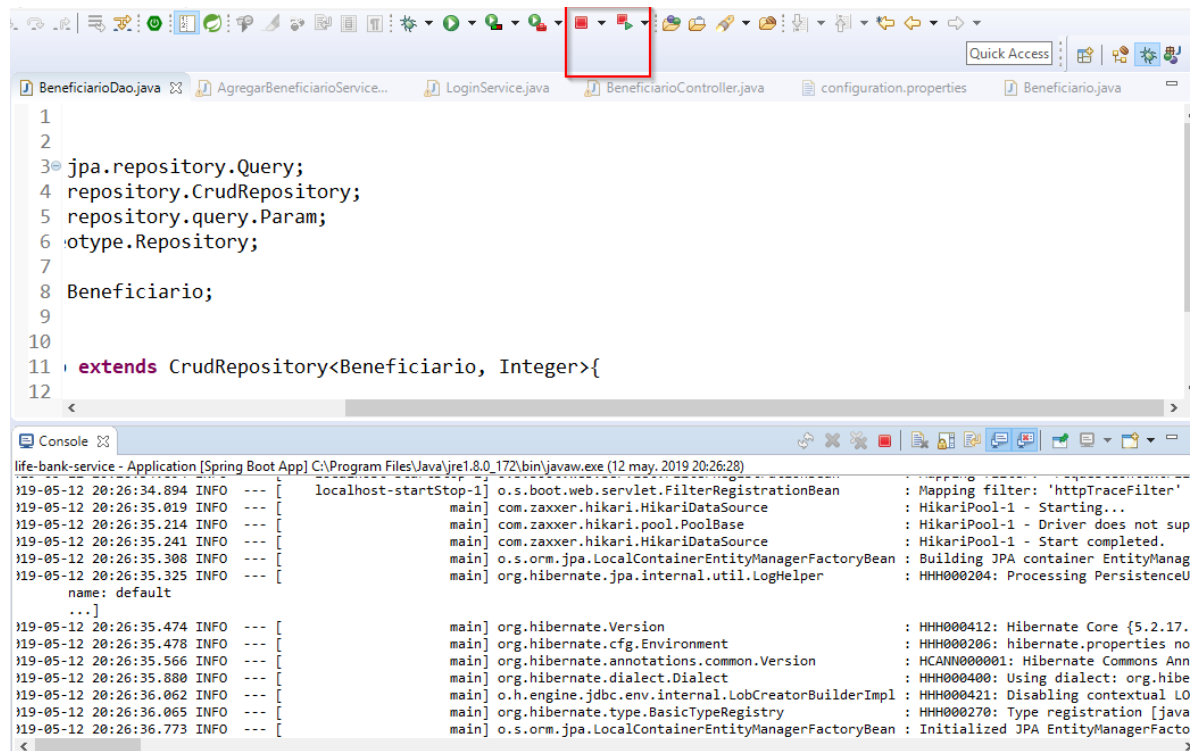 Quick Access
BeneficiarioDao.java AgregarBeneficiarioService... LoginService.java BeneficiarioController.java configuration.properties Beneficiario.java
1
2
3 jpa.repository.Query;
4 repository.CrudRepository;
5 repository.query.Param;
6 otype.Repository;
7
8 Beneficiario;
9
10
11 extends CrudRepository<Beneficiario, Integer>{
12
Console
life-bank-service - Application [Spring Boot App] C:\Program Files\Java\jre1.8.0_172\bin\javaw.exe (12 may. 2019 20:26:28)
019-05-12 20:26:34.894 INFO --- [ localhost-startStop-1] o.s.boot.web.servlet.FilterRegistrationBean : Mapping filter: 'httpTraceFilter'
019-05-12 20:26:35.019 INFO --- [ main] com.zaxxer.hikari.HikariDataSource : HikariPool-1 - Starting...
019-05-12 20:26:35.214 INFO --- [ main] com.zaxxer.hikari.pool.PoolBase : HikariPool-1 - Driver does not sup
019-05-12 20:26:35.241 INFO --- [ main] com.zaxxer.hikari.HikariDataSource : HikariPool-1 - Start completed.
019-05-12 20:26:35.308 INFO --- [ main] o.s.orm.jpa.LocalContainerEntityManagerFactoryBean : Building JPA container EntityManag
019-05-12 20:26:35.325 INFO --- [ main] org.hibernate.jpa.internal.util.LogHelper : HHH000204: Processing PersistenceU
name: default
...]
019-05-12 20:26:35.474 INFO --- [ main] org.hibernate.Version : HHH000412: Hibernate Core {5.2.17.
019-05-12 20:26:35.478 INFO --- [ main] org.hibernate.cfg.Environment : HHH000206: hibernate.properties no
019-05-12 20:26:35.566 INFO --- [ main] org.hibernate.annotations.common.Version : HCANN000001: Hibernate Commons Ann
019-05-12 20:26:35.880 INFO --- [ main] org.hibernate.dialect.Dialect : HHH000400: Using dialect: org.hibe
019-05-12 20:26:36.062 INFO --- [ main] o.h.engine.jdbc.env.internal.LobCreatorBuilderImpl : HHH000421: Disabling contextual LO
019-05-12 20:26:36.065 INFO --- [ main] org.hibernate.type.BasicTypeRegistry : HHH000270: Type registration [java
019-05-12 20:26:36.773 INFO --- [ main] o.s.orm.jpa.LocalContainerEntityManagerFactoryBean : Initialized JPA EntityManagerFacto